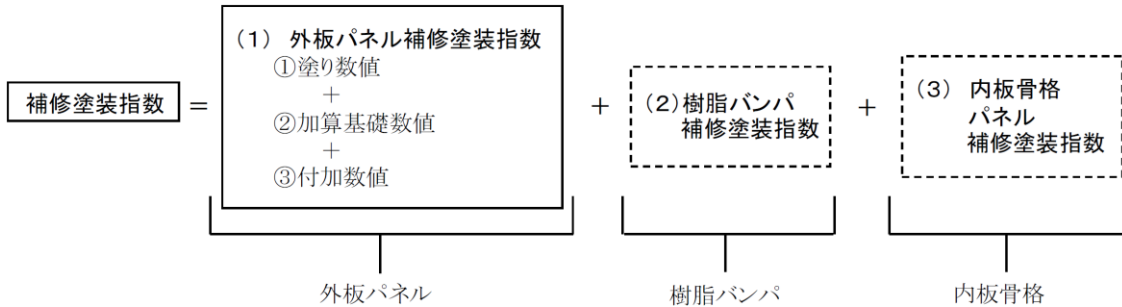 補修塗装指数
=
(1) 外板パネル補修塗装指数
①塗り数値
+
②加算基礎数値
+
③付加数値
+
(2)樹脂バンパ
補修塗装指数
+
(3) 内板骨格
パネル
補修塗装指数
外板パネル
樹脂バンパ
内板骨格